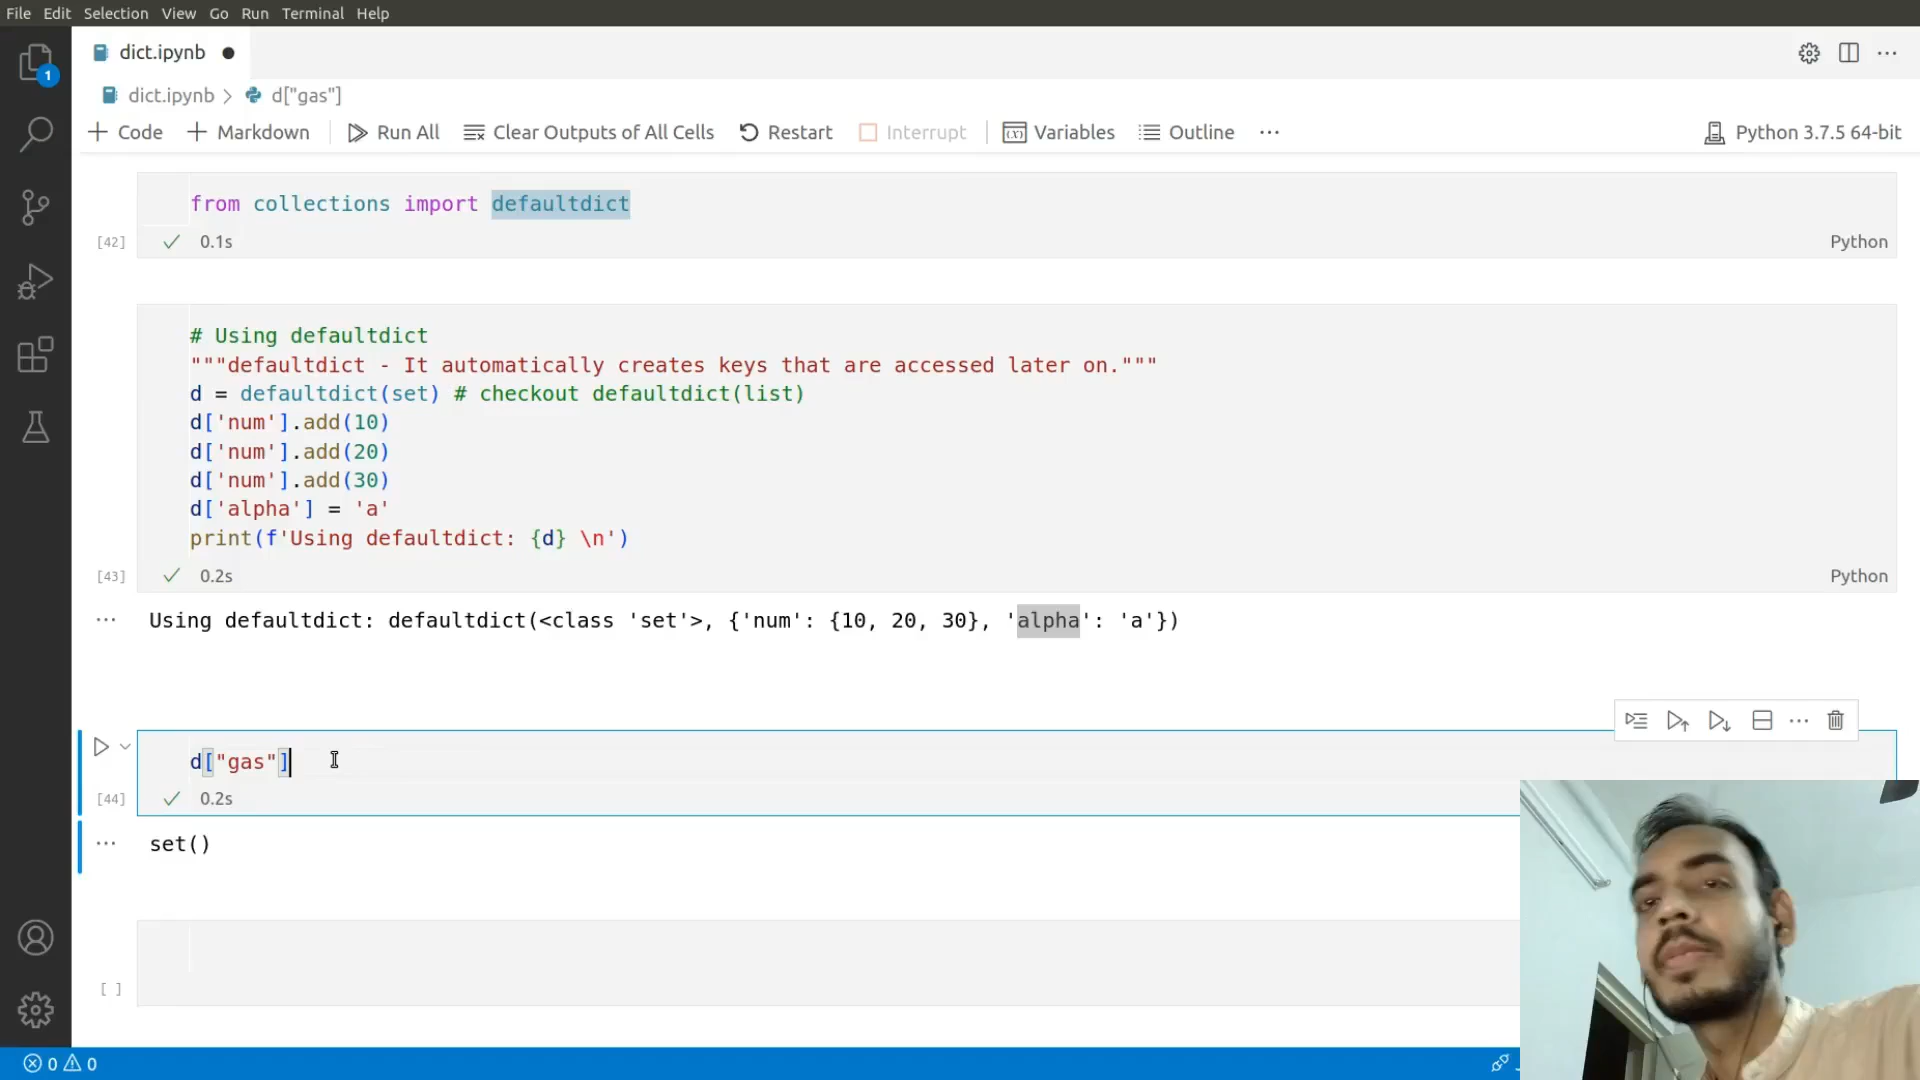 File Edit Selection View Go Run Terminal Help
1
dict.ipynb
dict.ipynb > d["gas"]
+ Code + Markdown Run All Clear Outputs of All Cells Restart Interrupt Variables Outline ... Python 3.7.5 64-bit
from collections import defaultdict
[42] 0.1s Python
# Using defaultdict
"""defaultdict - It automatically creates keys that are accessed later on."""
d = defaultdict(set) # checkout defaultdict(list)
d['num'].add(10)
d['num'].add(20)
d['num'].add(30)
d['alpha'] = 'a'
print(f'Using defaultdict: {d} \n')
[43] 0.2s Python
... Using defaultdict: defaultdict(<class 'set'>, {'num': {10, 20, 30}, 'alpha': 'a'})
d["gas"]
[44] 0.2s
... set()
[ ]
0 0